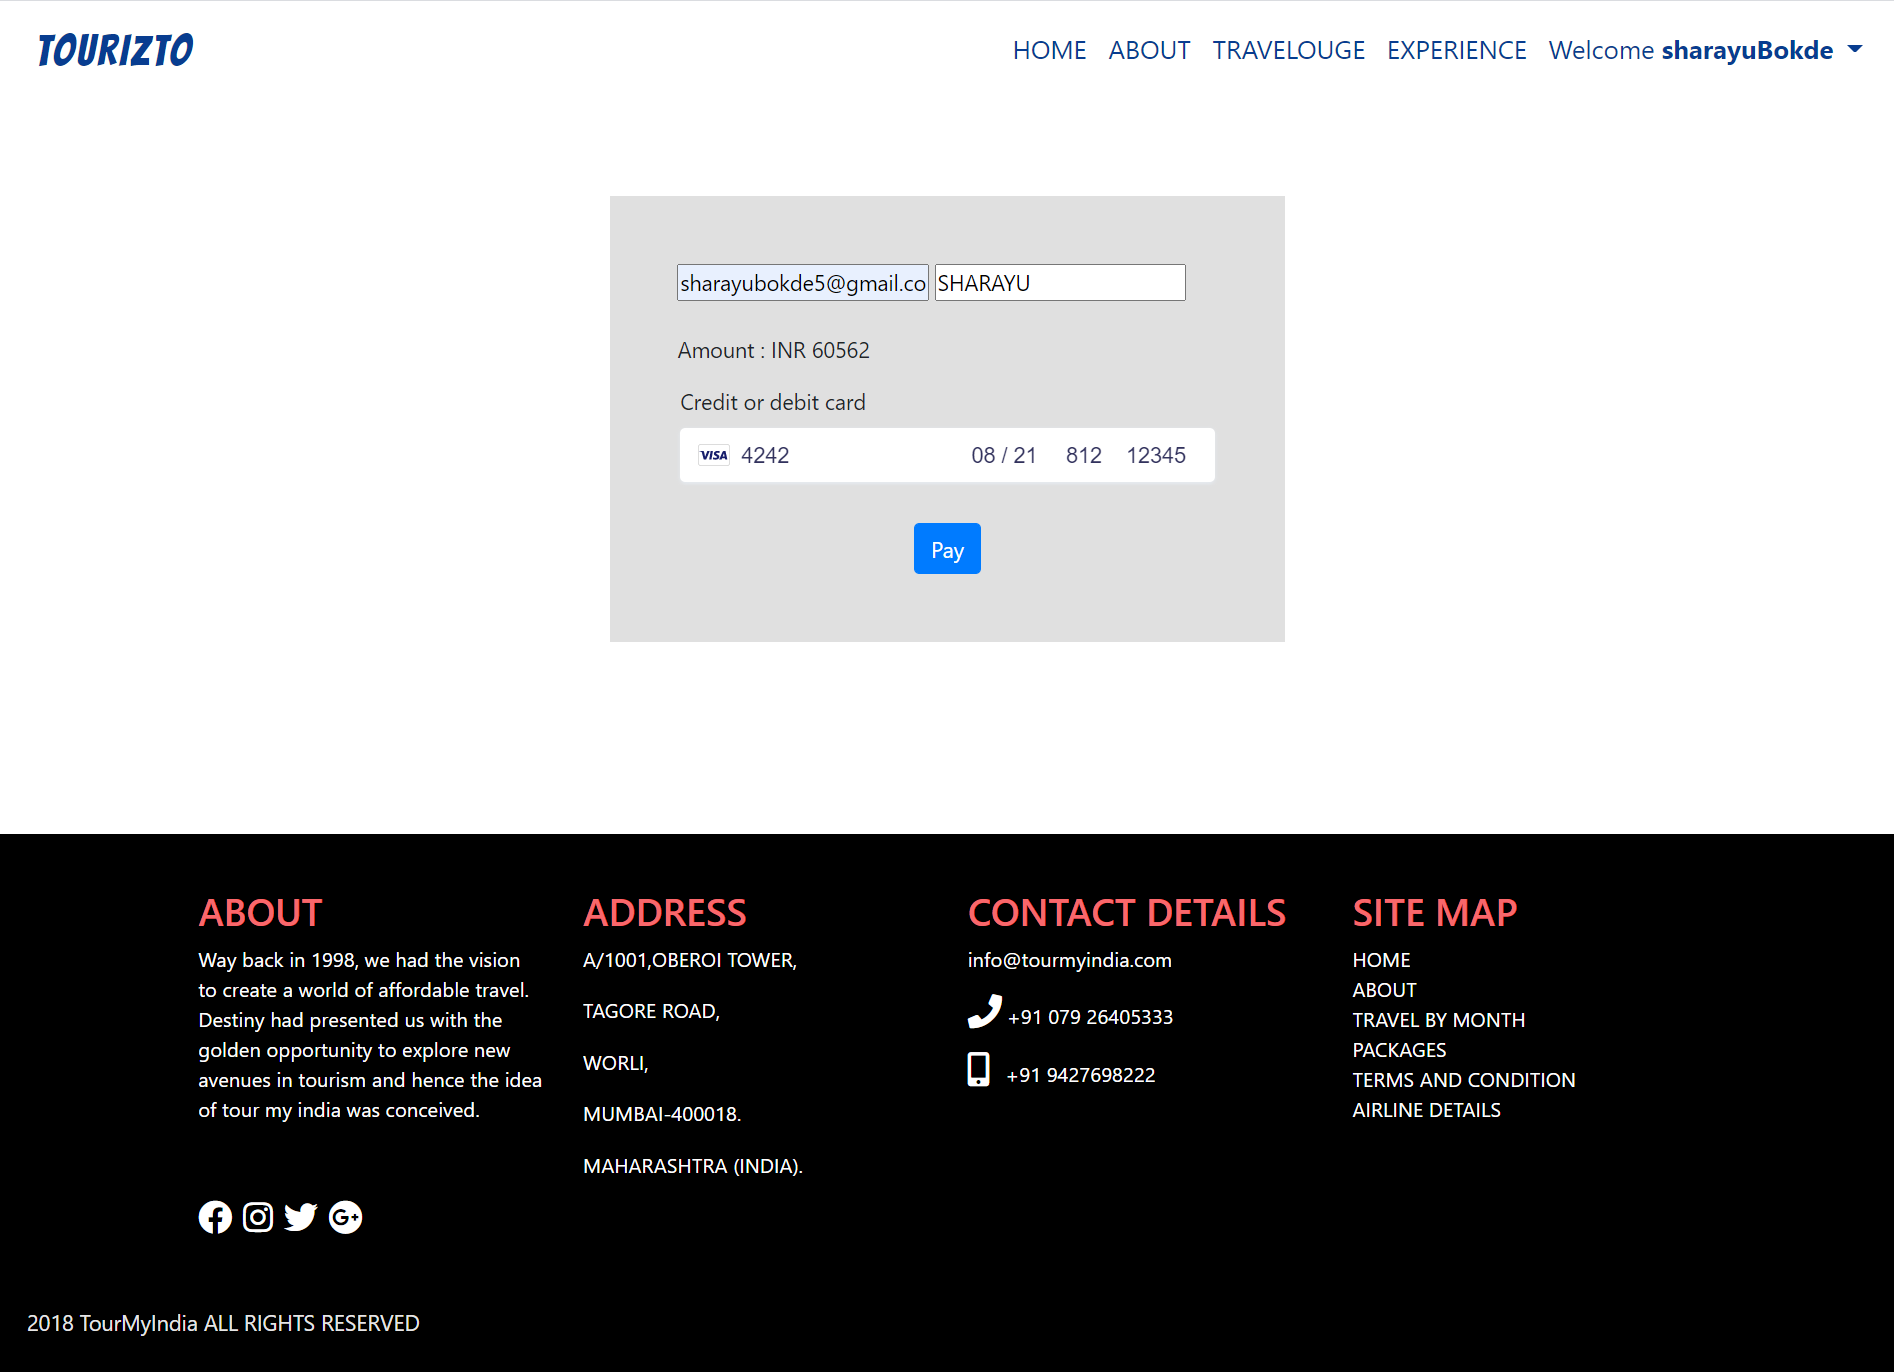 TOURIZTO
HOME ABOUT TRAVELOUGE EXPERIENCE Welcome sharayuBokde
sharayubokde5@gmail.co SHARAYU
Amount : INR 60562
Credit or debit card
VISA 4242 08 / 21 812 12345
Pay
ABOUT
Way back in 1998, we had the vision
to create a world of affordable travel.
Destiny had presented us with the
golden opportunity to explore new
avenues in tourism and hence the idea
of tour my india was conceived.
ADDRESS
A/1001,OBEROI TOWER,
TAGORE ROAD,
WORLI,
MUMBAI-400018.
MAHARASHTRA (INDIA).
CONTACT DETAILS
info@tourmyindia.com
+91 079 26405333
+91 9427698222
SITE MAP
HOME
ABOUT
TRAVEL BY MONTH
PACKAGES
TERMS AND CONDITION
AIRLINE DETAILS
G+
2018 TourMyIndia ALL RIGHTS RESERVED